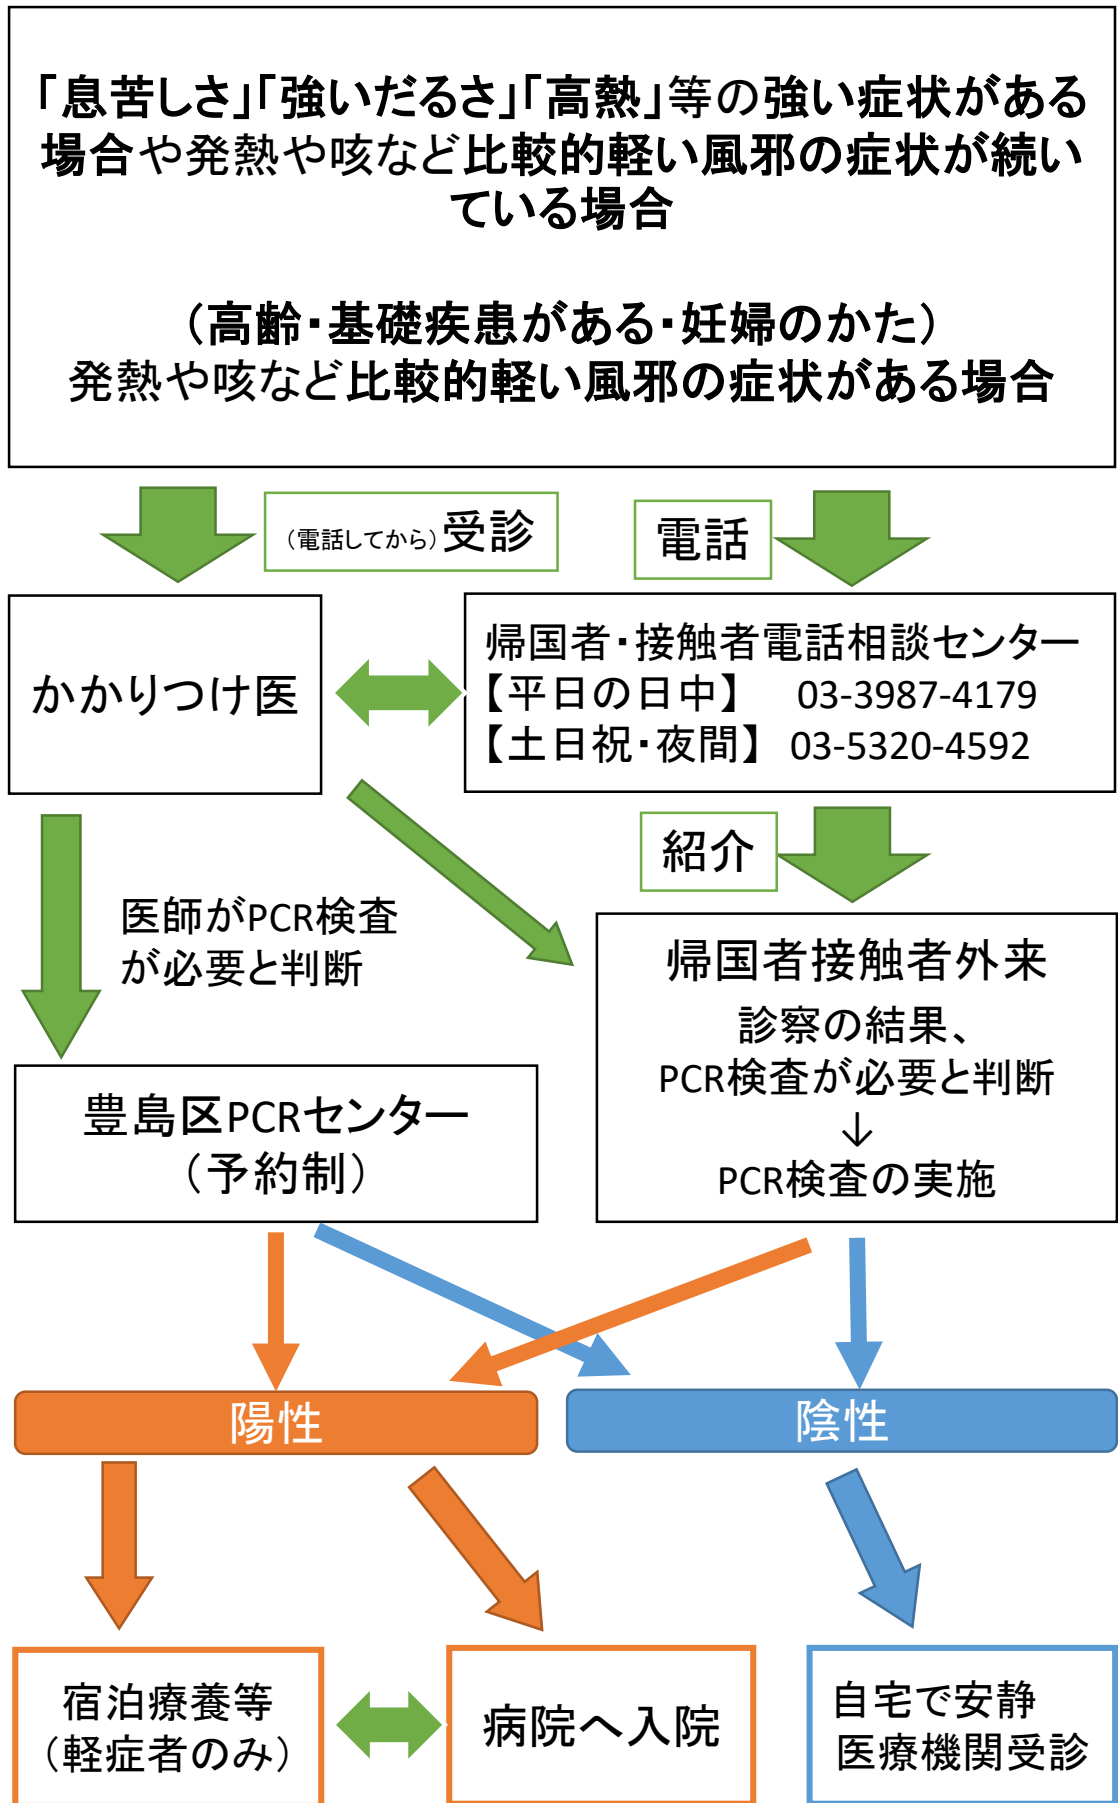 「息苦しさ」「強いだるさ」「高熱」等の強い症状がある
場合や発熱や咳など比較的軽い風邪の症状が続い
ている場合
（高齢・基礎疾患がある・妊婦のかた）
発熱や咳など比較的軽い風邪の症状がある場合
（電話してから）受診
電話
かかりつけ医
帰国者・接触者電話相談センター
【平日の日中】　03-3987-4179
【土日祝・夜間】 03-5320-4592
紹介
医師がPCR検査
が必要と判断
帰国者接触者外来
診察の結果、
PCR検査が必要と判断
↓
PCR検査の実施
豊島区PCRセンター
（予約制）
陽性
陰性
宿泊療養等
（軽症者のみ）
病院へ入院
自宅で安静
医療機関受診